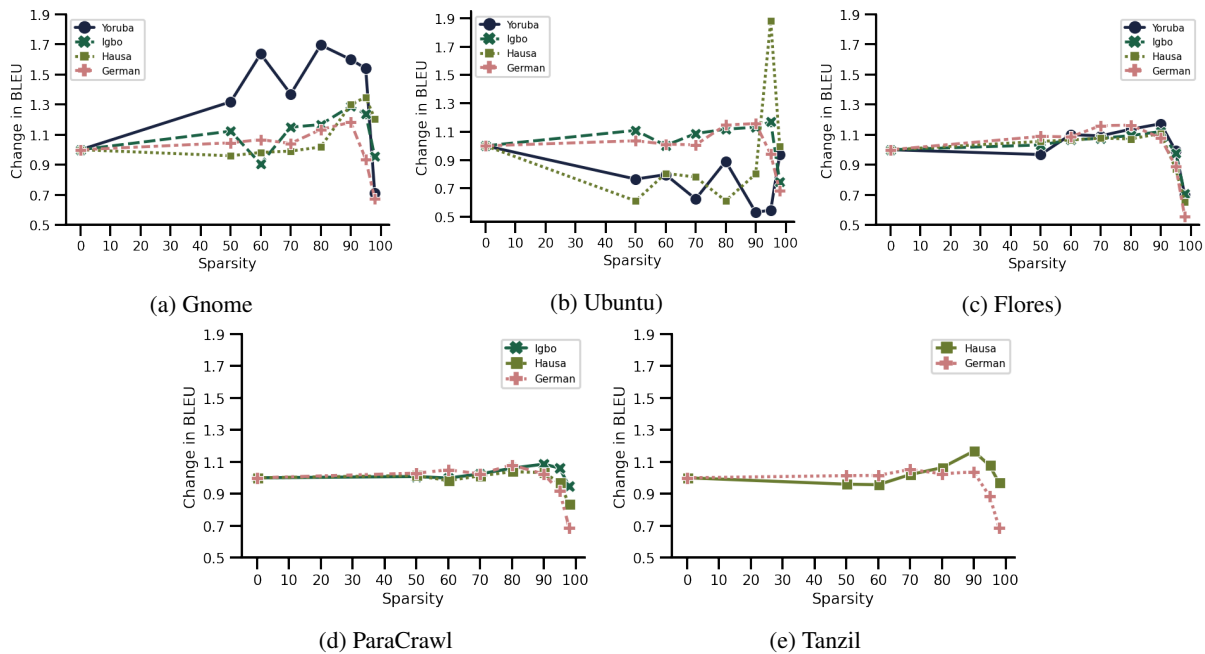 1.9
1.7
1.5
1.3
1.1
0.9
0.7
0.5
Change in BLEU
Yoruba
Igbo
Hausa
German
0 10 20 30 40 50 60 70 80 90 100
Sparsity
(a) Gnome
1.9
1.7
1.5
1.3
1.1
0.9
0.7
0.5
Change in BLEU
Yoruba
Igbo
Hausa
German
0 10 20 30 40 50 60 70 80 90 100
Sparsity
(b) Ubuntu)
1.9
1.7
1.5
1.3
1.1
0.9
0.7
0.5
Change in BLEU
Yoruba
Igbo
Hausa
German
0 10 20 30 40 50 60 70 80 90 100
Sparsity
(c) Flores)
1.9
1.7
1.5
1.3
1.1
0.9
0.7
0.5
Change in BLEU
Igbo
Hausa
German
0 10 20 30 40 50 60 70 80 90 100
Sparsity
(d) ParaCrawl
1.9
1.7
1.5
1.3
1.1
0.9
0.7
0.5
Change in BLEU
Hausa
German
0 10 20 30 40 50 60 70 80 90 100
Sparsity
(e) Tanzil